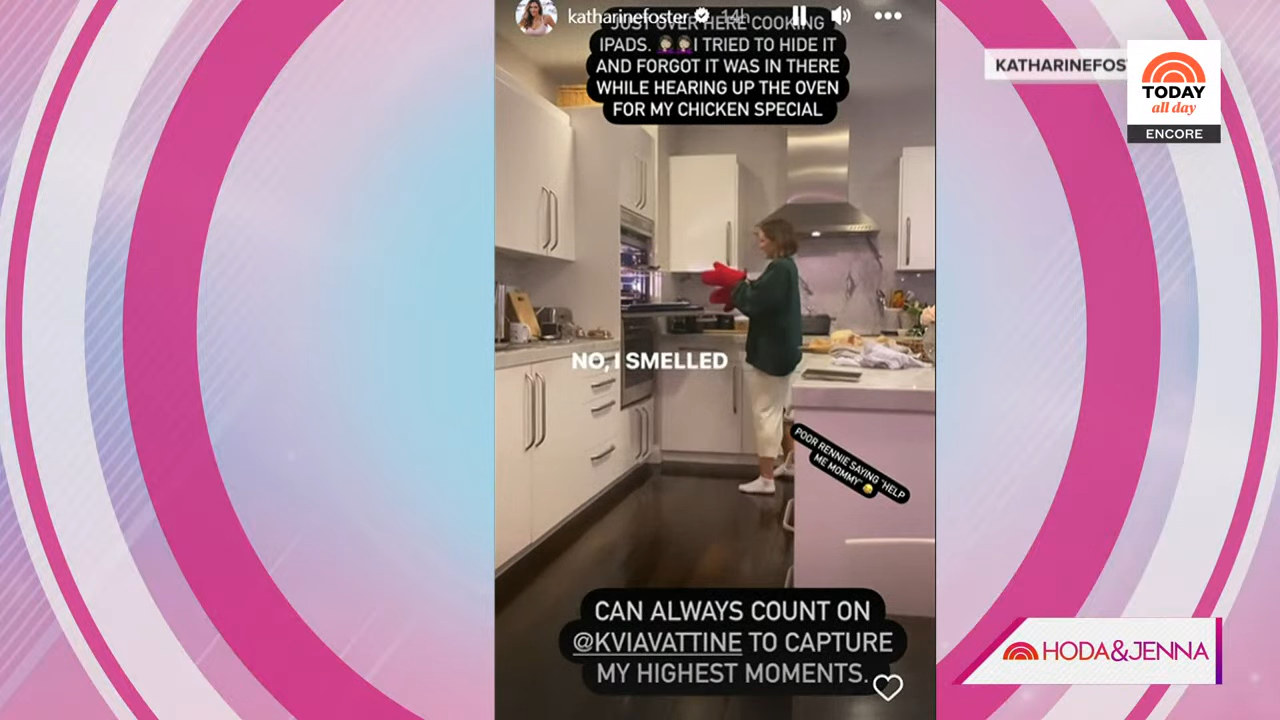 katharinefoster 14h
JUST OVER HERE COOKING
IPADS. I TRIED TO HIDE IT
AND FORGOT IT WAS IN THERE
WHILE HEARING UP THE OVEN
FOR MY CHICKEN SPECIAL
KATHARINEFOS
TODAY
all day
ENCORE
NO, I SMELLED
POOR RENNIE SAYING "HELP
ME MOMMY"
CAN ALWAYS COUNT ON
@KVIAVATTINE TO CAPTURE
MY HIGHEST MOMENTS.
HODA&JENNA